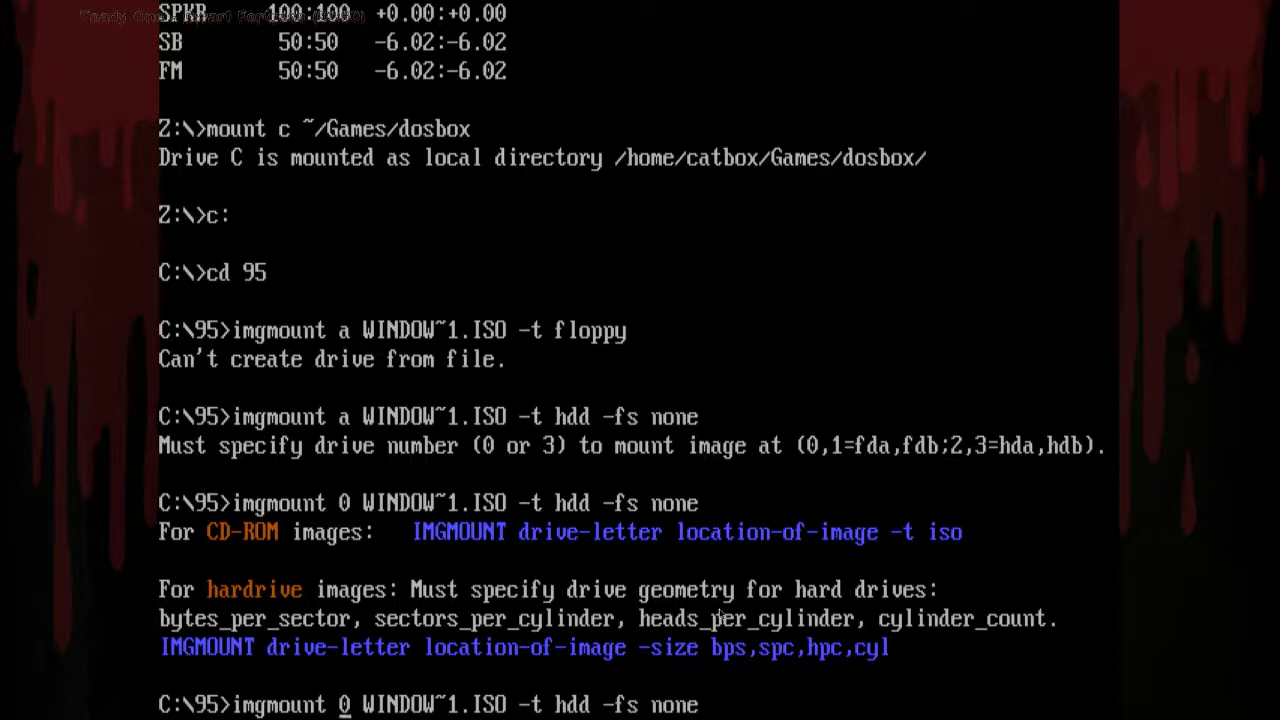 SPKR 100:100 +0.00:+0.00
SB 50:50 -6.02:-6.02
FM 50:50 -6.02:-6.02
Z:\>mount c ~/Games/dosbox
Drive C is mounted as local directory /home/catbox/Games/dosbox/
Z:\>c:
C:\>cd 95
C:\95>imgmount a WINDOW~1.ISO -t floppy
Can't create drive from file.
C:\95>imgmount a WINDOW~1.ISO -t hdd -fs none
Must specify drive number (0 or 3) to mount image at (0,1=fda,fdb;2,3=hda,hdb).
C:\95>imgmount 0 WINDOW~1.ISO -t hdd -fs none
For CD-ROM images: IMGMOUNT drive-letter location-of-image -t iso
For hardrive images: Must specify drive geometry for hard drives:
bytes_per_sector, sectors_per_cylinder, heads_per_cylinder, cylinder_count.
IMGMOUNT drive-letter location-of-image -size bps,spc,hpc,cyl
C:\95>imgmount 0 WINDOW~1.ISO -t hdd -fs none